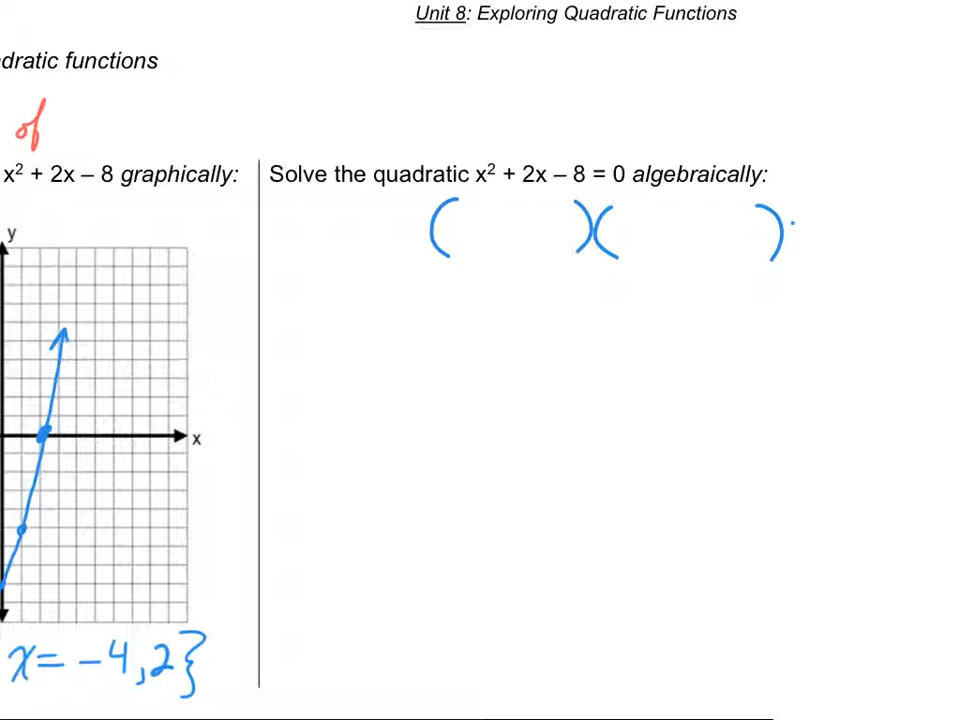 Unit 8: Exploring Quadratic Functions
dratic functions
of
x² + 2x – 8 graphically:
Solve the quadratic x² + 2x – 8 = 0 algebraically:
( )( )
y
x
x = -4, 2}